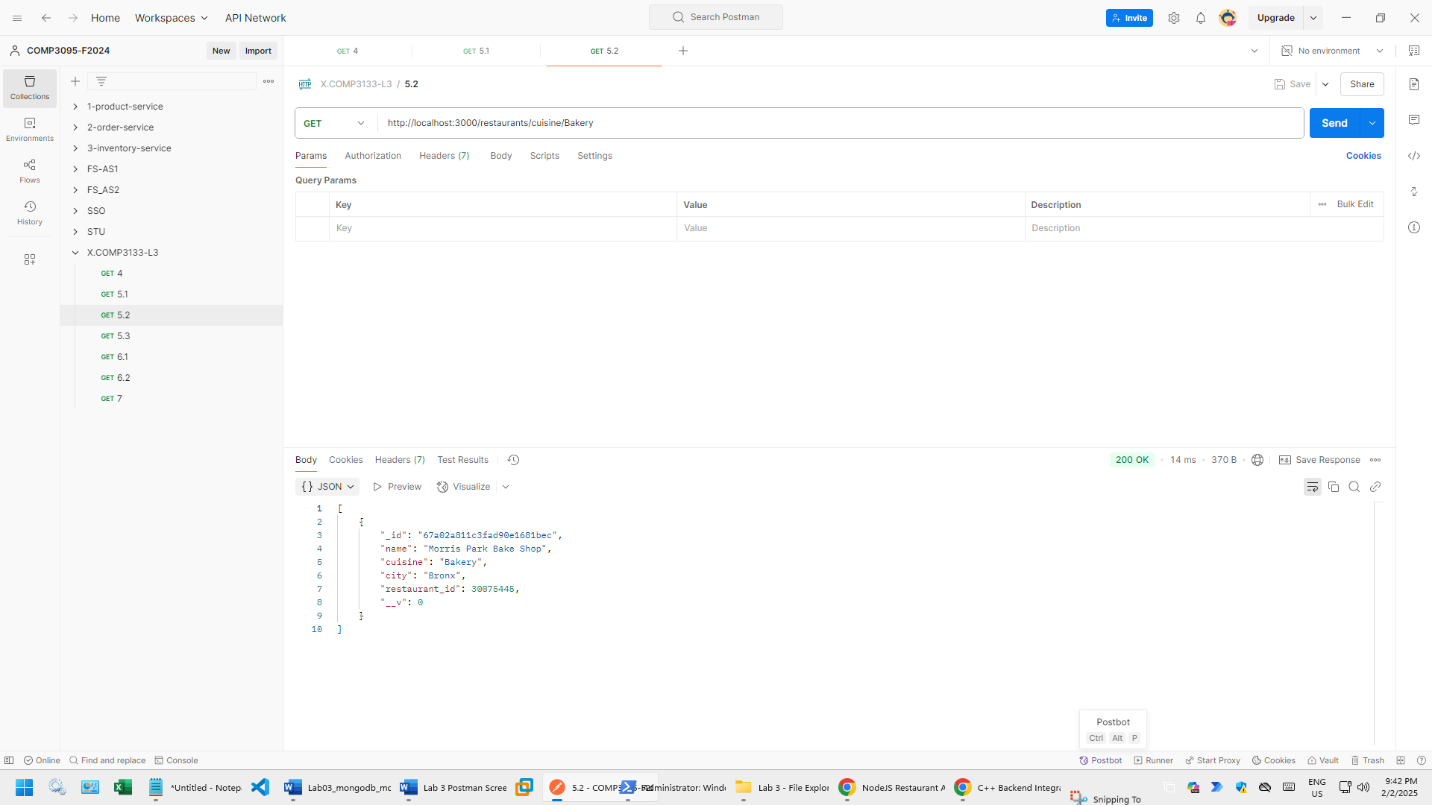 Home
Workspaces
API Network
Search Postman
Invite
Upgrade
COMP3095-F2024
New
Import
GET 4
GET 5.1
GET 5.2
No environment
Collections
Environments
Flows
History
1-product-service
2-order-service
3-inventory-service
FS-AS1
FS_AS2
SSO
STU
X.COMP3133-L3
GET 4
GET 5.1
GET 5.2
GET 5.3
GET 6.1
GET 6.2
GET 7
HTTP
X.COMP3133-L3 / 5.2
Save
Share
GET
http://localhost:3000/restaurants/cuisine/Bakery
Send
Params
Authorization
Headers (7)
Body
Scripts
Settings
Cookies
Query Params
Key
Value
Description
Bulk Edit
Key
Value
Description
Body
Cookies
Headers (7)
Test Results
200 OK
14 ms
370 B
Save Response
{} JSON
Preview
Visualize
1 [
2 {
3 "_id": "67a02a811c3fad90e1681bec",
4 "name": "Morris Park Bake Shop",
5 "cuisine": "Bakery",
6 "city": "Bronx",
7 "restaurant_id": 30075445,
8 "__v": 0
9 }
10 ]
Postbot
Ctrl Alt P
Online
Find and replace
Console
Postbot
Runner
Start Proxy
Cookies
Vault
Trash
*Untitled - Notep
Lab03_mongodb_mo
Lab 3 Postman Scree
5.2 - COMP3
Administrator: Windo
Lab 3 - File Explor
NodeJS Restaurant A
C++ Backend Integra
Snipping To
ENG
US
9:42 PM
2/2/2025